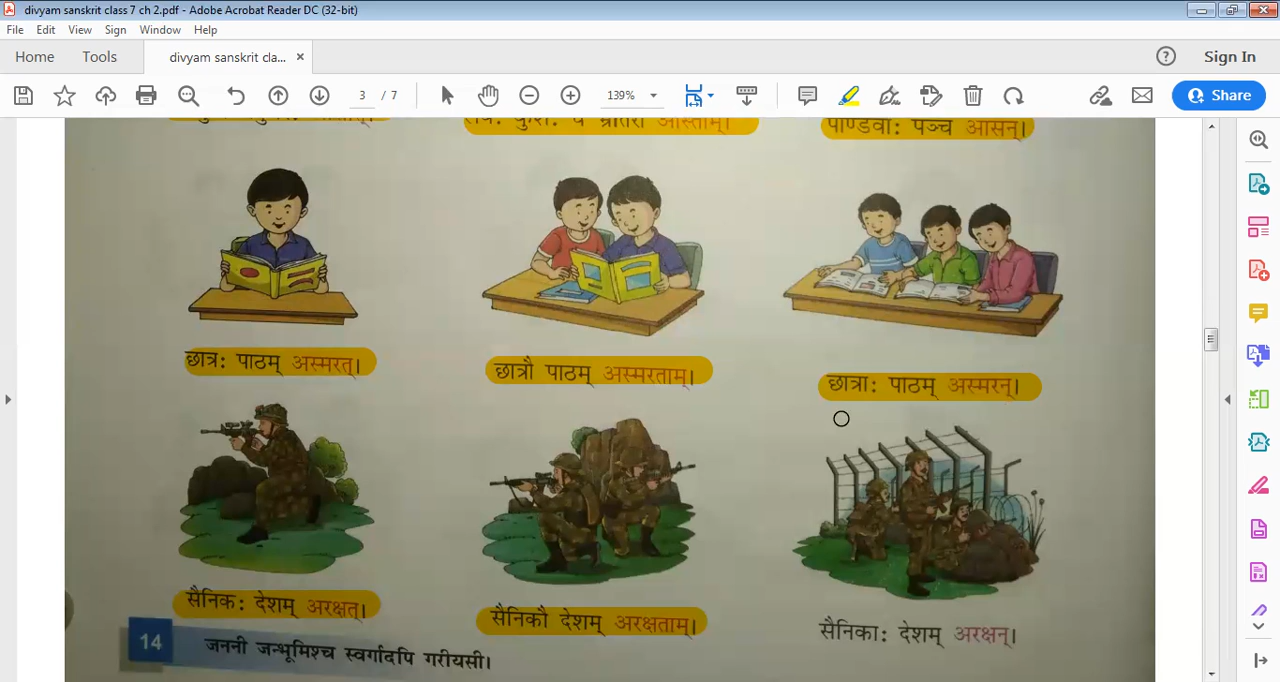 divyam sanskrit class 7 ch 2.pdf - Adobe Acrobat Reader DC (32-bit)
File Edit View Sign Window Help
Home Tools divyam sanskrit cla... × Sign In
3 / 7 139% Share
पाण्डवाः पञ्च आसन्।
छात्रः पाठम् अस्मरत्।
छात्रौ पाठम् अस्मरताम्।
छात्राः पाठम् अस्मरन्।
सैनिकः देशम् अरक्षत्।
सैनिकौ देशम् अरक्षताम्।
सैनिकाः देशम् अरक्षन्।
14 जननी जन्भूमिश्च स्वर्गादपि गरीयसी।